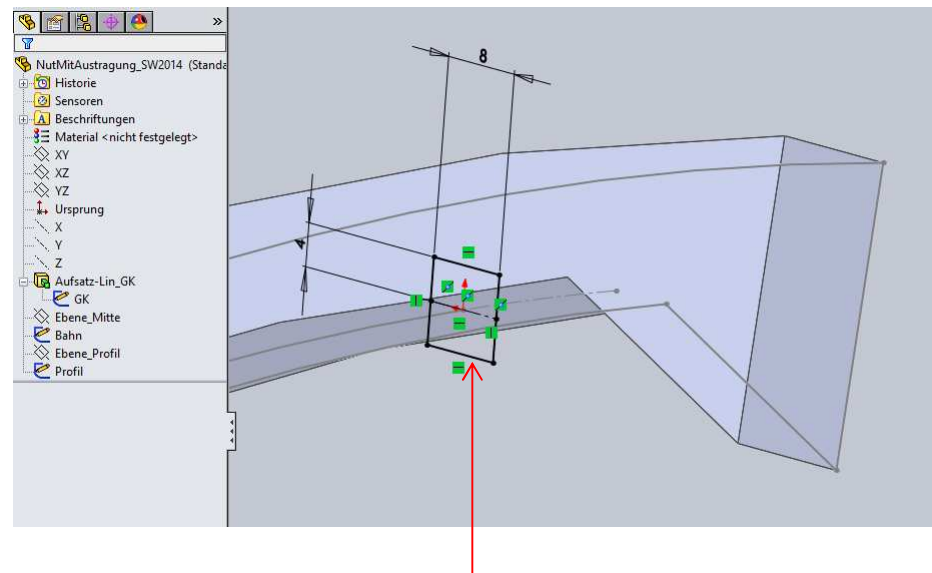 »
NutMitAustragung_SW2014 (Standa
Historie
Sensoren
A Beschriftungen
Material <nicht festgelegt>
XY
XZ
YZ
Ursprung
X
Y
Z
Aufsatz-Lin_GK
GK
Ebene_Mitte
Bahn
Ebene_Profil
Profil
8
4